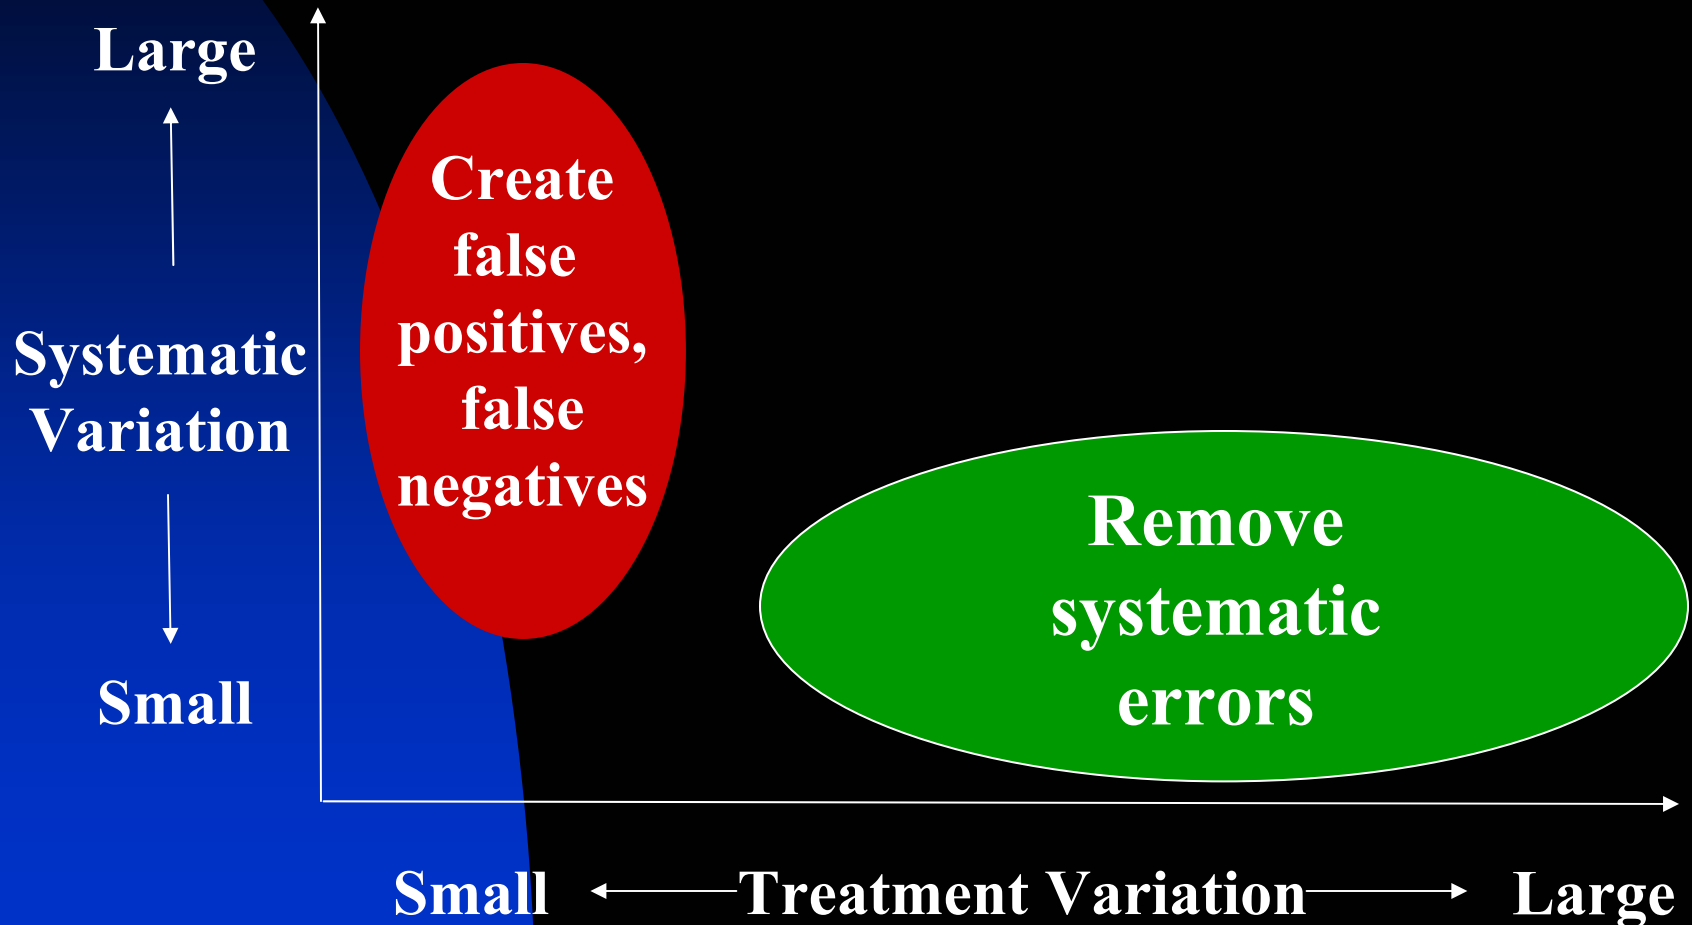 Large
Systematic
Variation
Small
Create
false
positives,
false
negatives
Remove
systematic
errors
Small
Treatment Variation
Large